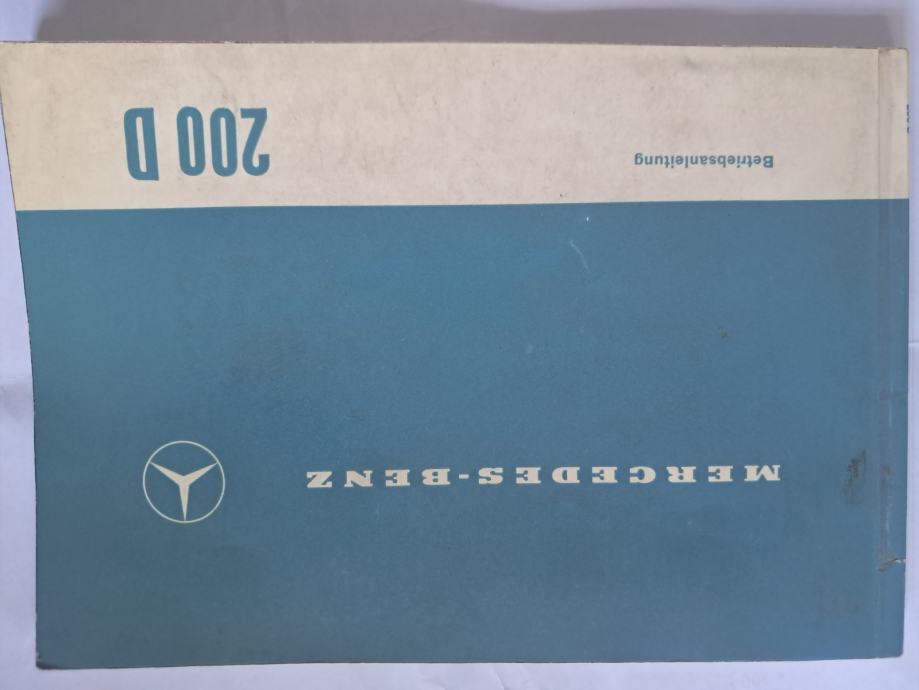 MERCEDES-BENZ
Betriebsanleitung
200 D